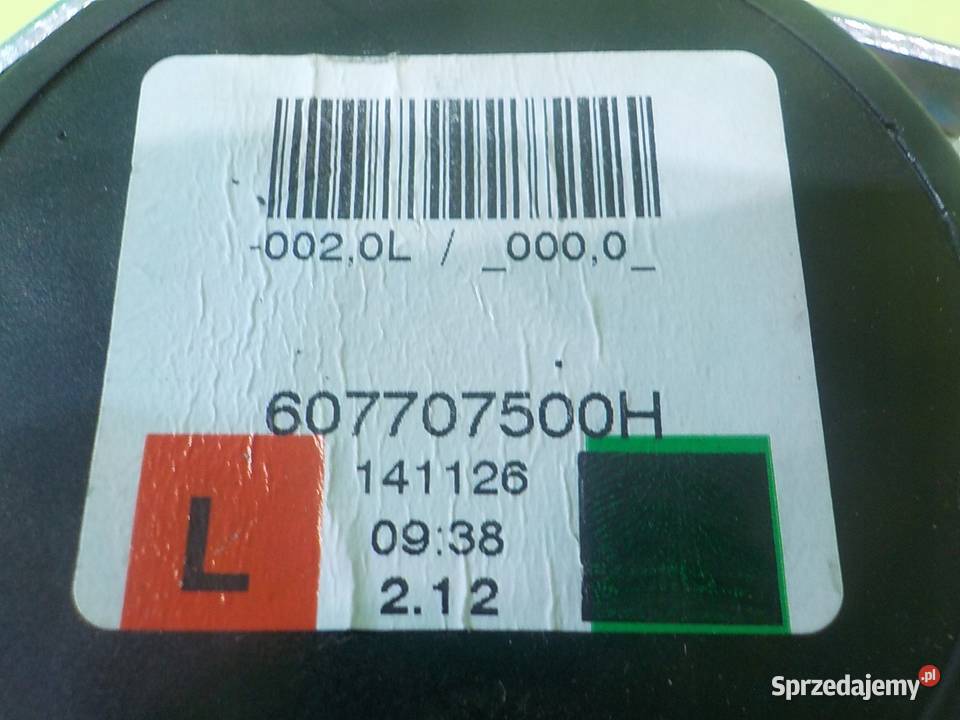 -002,0L / _000,0_
607707500H
141126
09:38
L
2.12
Sprzedajemy.pl